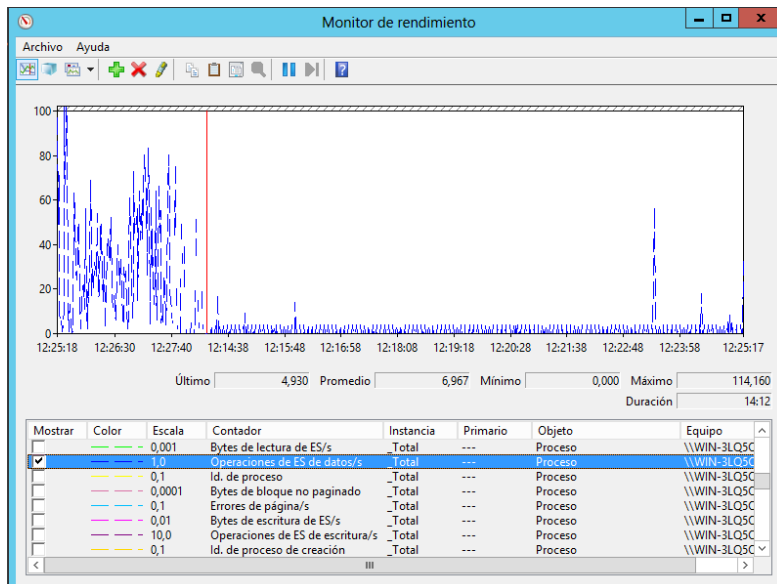 Monitor de rendimiento
Archivo Ayuda
100
80
60
40
20
0
12:25:18 12:26:30 12:27:40 12:14:38 12:15:48 12:16:58 12:18:08 12:19:18 12:20:28 12:21:38 12:22:48 12:23:58 12:25:17
Último 4,930 Promedio 6,967 Mínimo 0,000 Máximo 114,160
Duración 14:12
Mostrar Color Escala Contador Instancia Primario Objeto Equipo
0,001 Bytes de lectura de ES/s _Total --- Proceso \\WIN-3LQ5C
1,0 Operaciones de ES de datos/s _Total --- Proceso \\WIN-3LQ5C
0,1 Id. de proceso _Total --- Proceso \\WIN-3LQ5C
0,0001 Bytes de bloque no paginado _Total --- Proceso \\WIN-3LQ5C
0,1 Errores de página/s _Total --- Proceso \\WIN-3LQ5C
0,01 Bytes de escritura de ES/s _Total --- Proceso \\WIN-3LQ5C
10,0 Operaciones de ES de escritura/s _Total --- Proceso \\WIN-3LQ5C
0,1 Id. de proceso de creación _Total --- Proceso \\WIN-3LQ5C